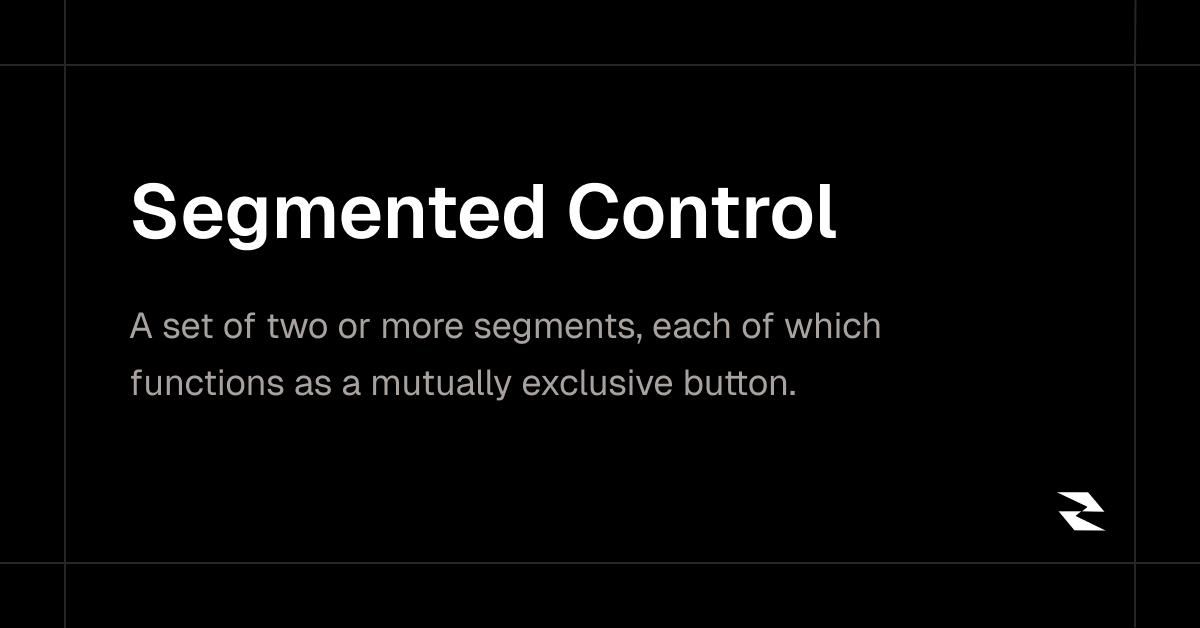 Segmented Control
A set of two or more segments, each of which
functions as a mutually exclusive button.